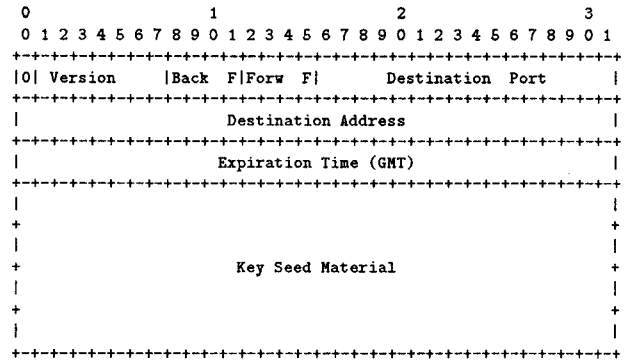 0                   1                   2                   3
 0 1 2 3 4 5 6 7 8 9 0 1 2 3 4 5 6 7 8 9 0 1 2 3 4 5 6 7 8 9 0 1
+-+-+-+-+-+-+-+-+-+-+-+-+-+-+-+-+-+-+-+-+-+-+-+-+-+-+-+-+-+-+-+-+
|0| Version     |Back  F|Forw  F|       Destination  Port       |
+-+-+-+-+-+-+-+-+-+-+-+-+-+-+-+-+-+-+-+-+-+-+-+-+-+-+-+-+-+-+-+-+
|                      Destination Address                      |
+-+-+-+-+-+-+-+-+-+-+-+-+-+-+-+-+-+-+-+-+-+-+-+-+-+-+-+-+-+-+-+-+
|                     Expiration Time (GMT)                     |
+-+-+-+-+-+-+-+-+-+-+-+-+-+-+-+-+-+-+-+-+-+-+-+-+-+-+-+-+-+-+-+-+
|                                                               |
+                                                               +
|                                                               |
+                       Key Seed Material                       +
|                                                               |
+                                                               +
|                                                               |
+-+-+-+-+-+-+-+-+-+-+-+-+-+-+-+-+-+-+-+-+-+-+-+-+-+-+-+-+-+-+-+-+